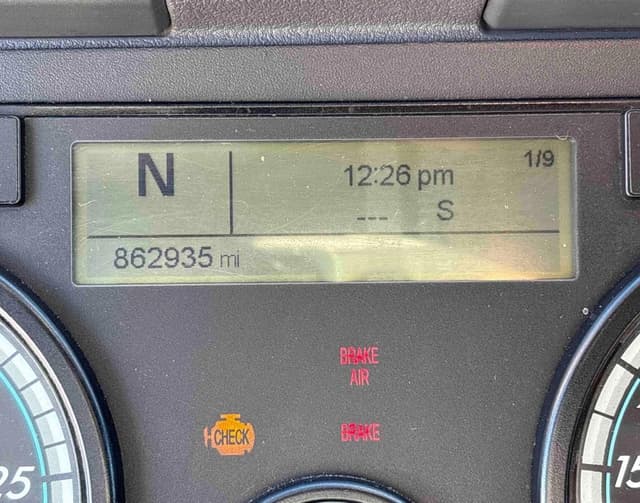 N
12:26 pm
1/9
--- S
862935 mi
BRAKE
AIR
CHECK
BRAKE
25
15